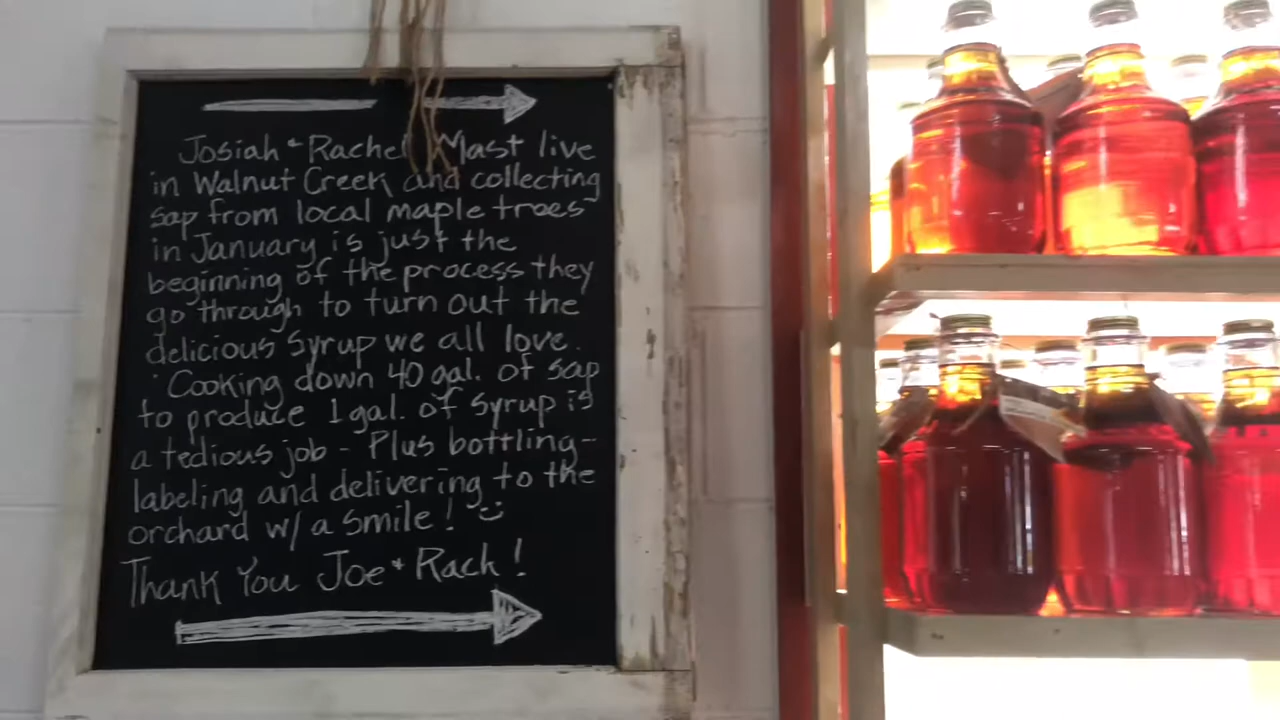 Josiah + Rachel Mast live
in Walnut Creek and collecting
sap from local maple trees
in January is just the
beginning of the process they
go through to turn out the
delicious Syrup we all love.
Cooking down 40 gal. of sap
to produce 1 gal. of syrup is
a tedious job - Plus bottling -
labeling and delivering to the
orchard w/ a smile!
Thank You Joe + Rach!